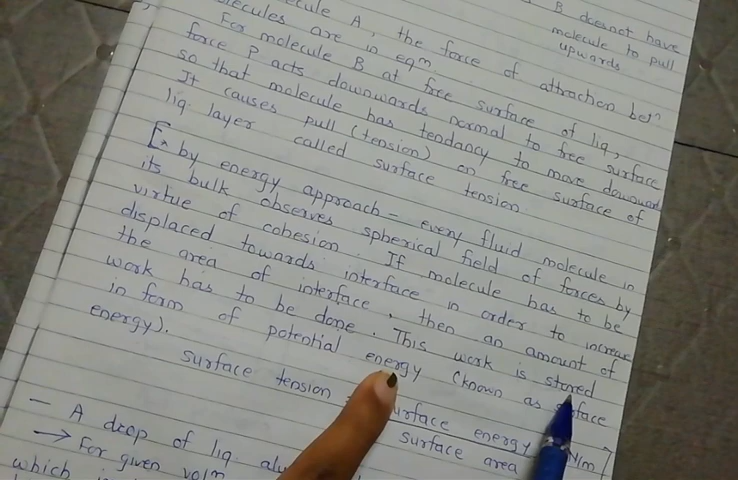 B doesnot have
molecule to pull
upwards
molecule A, the force of attraction betn
molecules are in eqm.
For molecule B at free surface of liq,
force P acts downwards normal to free surface
so that molecule has tendancy to move downward
It causes pull (tension) on free surface of
liq. layer called surface tension.
by energy approach - every fluid molecule in
its bulk observes spherical field of forces by
virtue of cohesion. If molecule has to be
displaced towards interface in order to increase
the area of interface, then an amount of
work has to be done. This work is stored
in form of potential energy (known as surface
energy).
surface tension = surface energy N/m
surface area
- A drop of liq.
→ For given volm
which